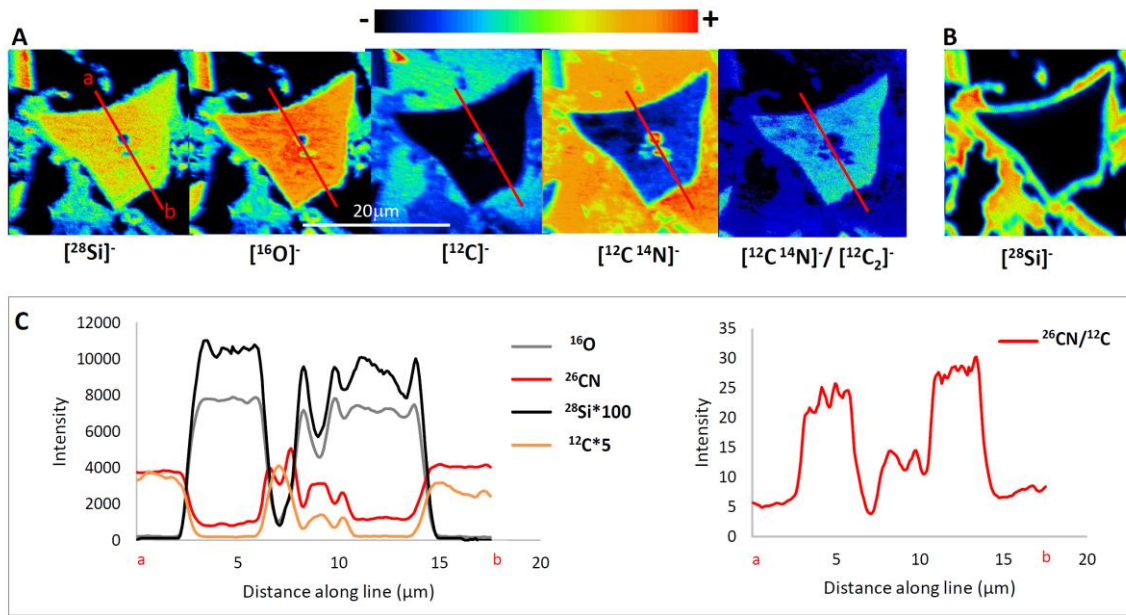 - +
A
B
a
b
20µm
[²⁸Si]⁻
[¹⁶O]⁻
[¹²C]⁻
[¹²C ¹⁴N]⁻
[¹²C ¹⁴N]⁻/ [¹²C₂]⁻
[²⁸Si]⁻
C
12000
10000
8000
6000
4000
2000
0
Intensity
a
5
10
15
b
20
Distance along line (µm)
¹⁶O
²⁶CN
²⁸Si*100
¹²C*5
35
30
25
20
15
10
5
0
Intensity
a
5
10
15
b
20
Distance along line (µm)
²⁶CN/¹²C